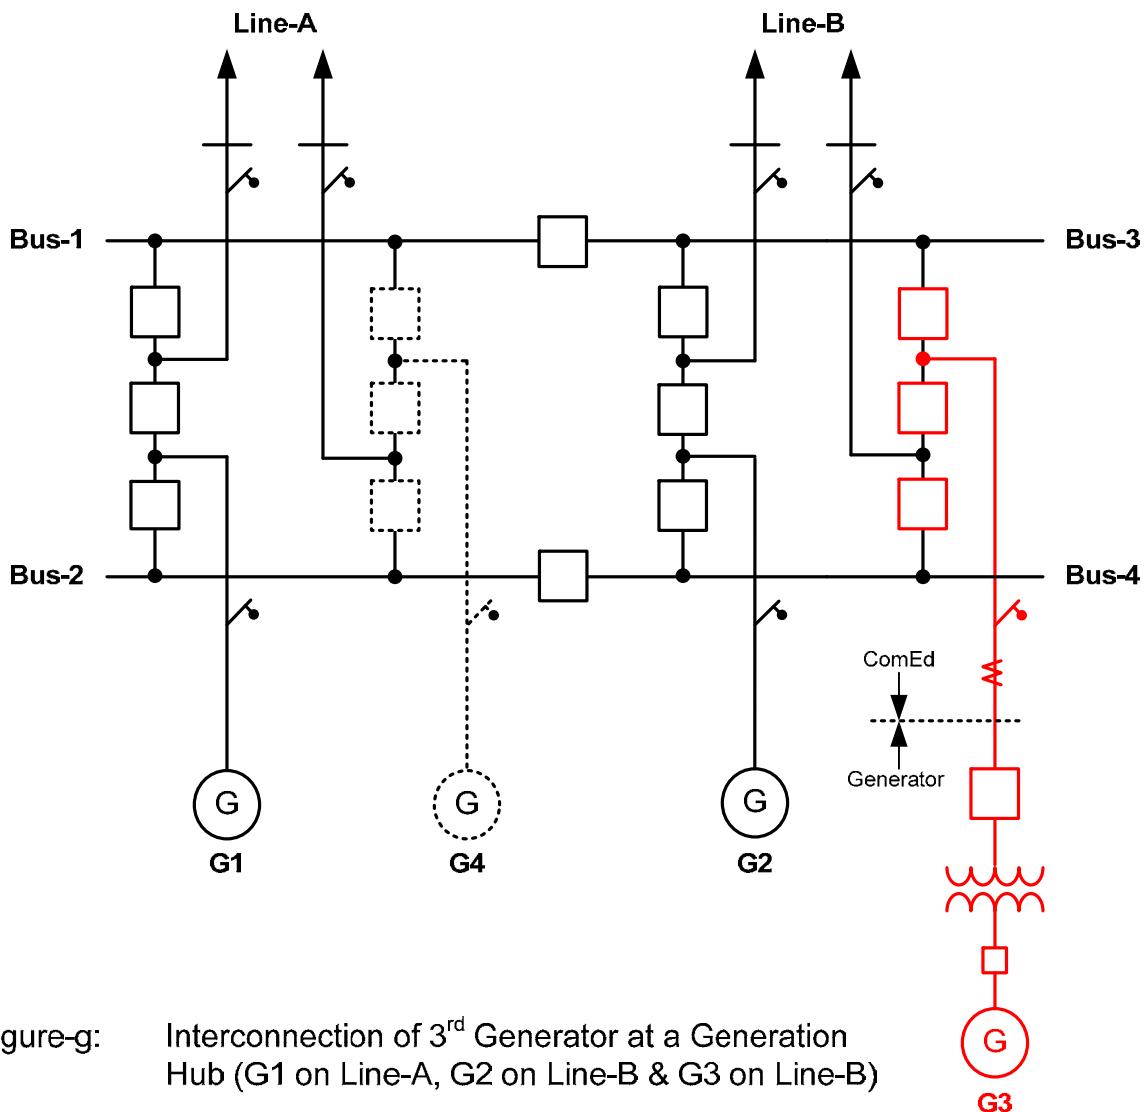 Line-A
Line-B
Bus-1
Bus-3
Bus-2
Bus-4
ComEd
Generator
G
G
G
G1
G4
G2
gure-g: Interconnection of 3rd Generator at a Generation
Hub (G1 on Line-A, G2 on Line-B & G3 on Line-B)
G
G3